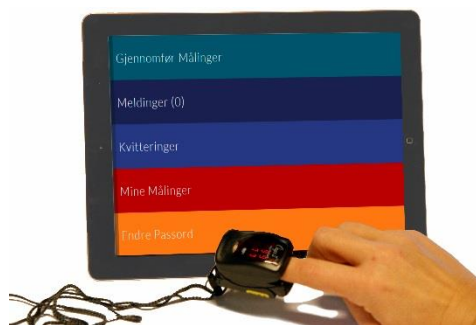 Gjennomfør Målinger
Meldinger (0)
Kvitteringer
Mine Målinger
Endre Passord